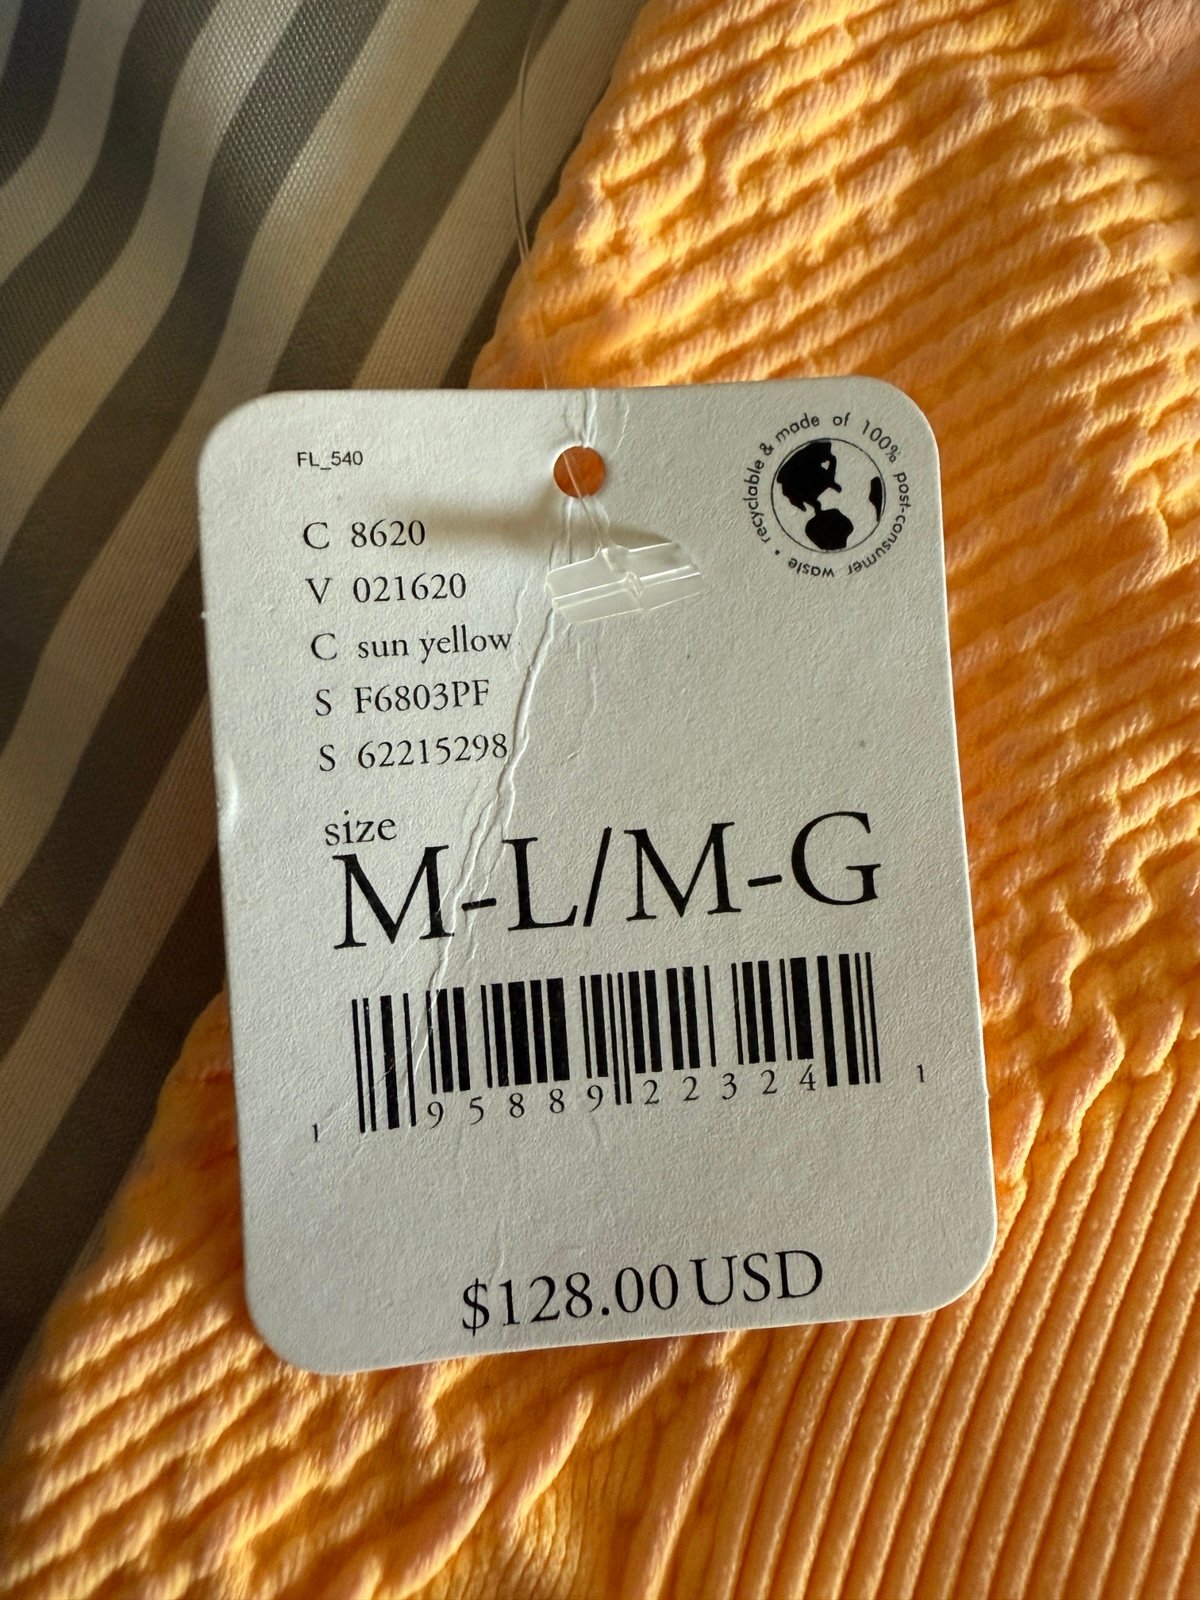 FL_540
recyclable & made of 100% post-consumer waste •
C 8620
V 021620
C sun yellow
S F6803PF
S 62215298
size
M-L/M-G
1 95889 22324 1
$128.00 USD